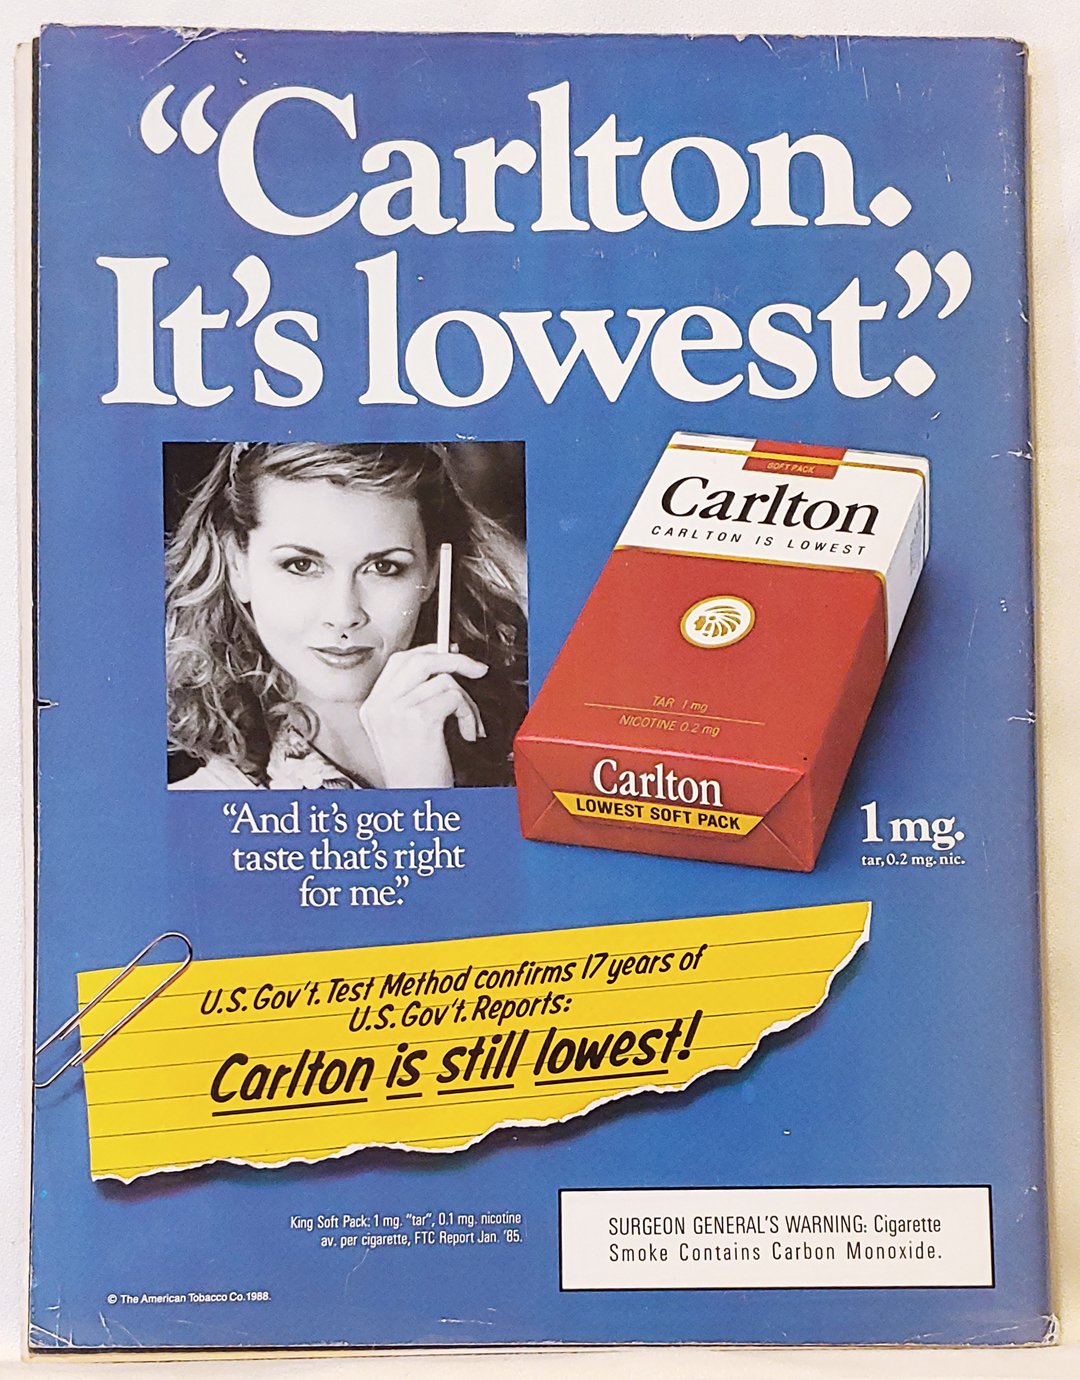 “Carlton.
It’s lowest.”
SOFT PACK
Carlton
CARLTON IS LOWEST
TAR 1 mg
NICOTINE 0.2 mg
Carlton
LOWEST SOFT PACK
“And it’s got the
taste that’s right
for me.”
1 mg.
tar, 0.2 mg. nic.
U.S. Gov’t. Test Method confirms 17 years of
U.S. Gov’t. Reports:
Carlton is still lowest!
King Soft Pack: 1 mg. “tar”, 0.1 mg. nicotine
av. per cigarette, FTC Report Jan. ’85.
SURGEON GENERAL’S WARNING: Cigarette
Smoke Contains Carbon Monoxide.
© The American Tobacco Co. 1988.